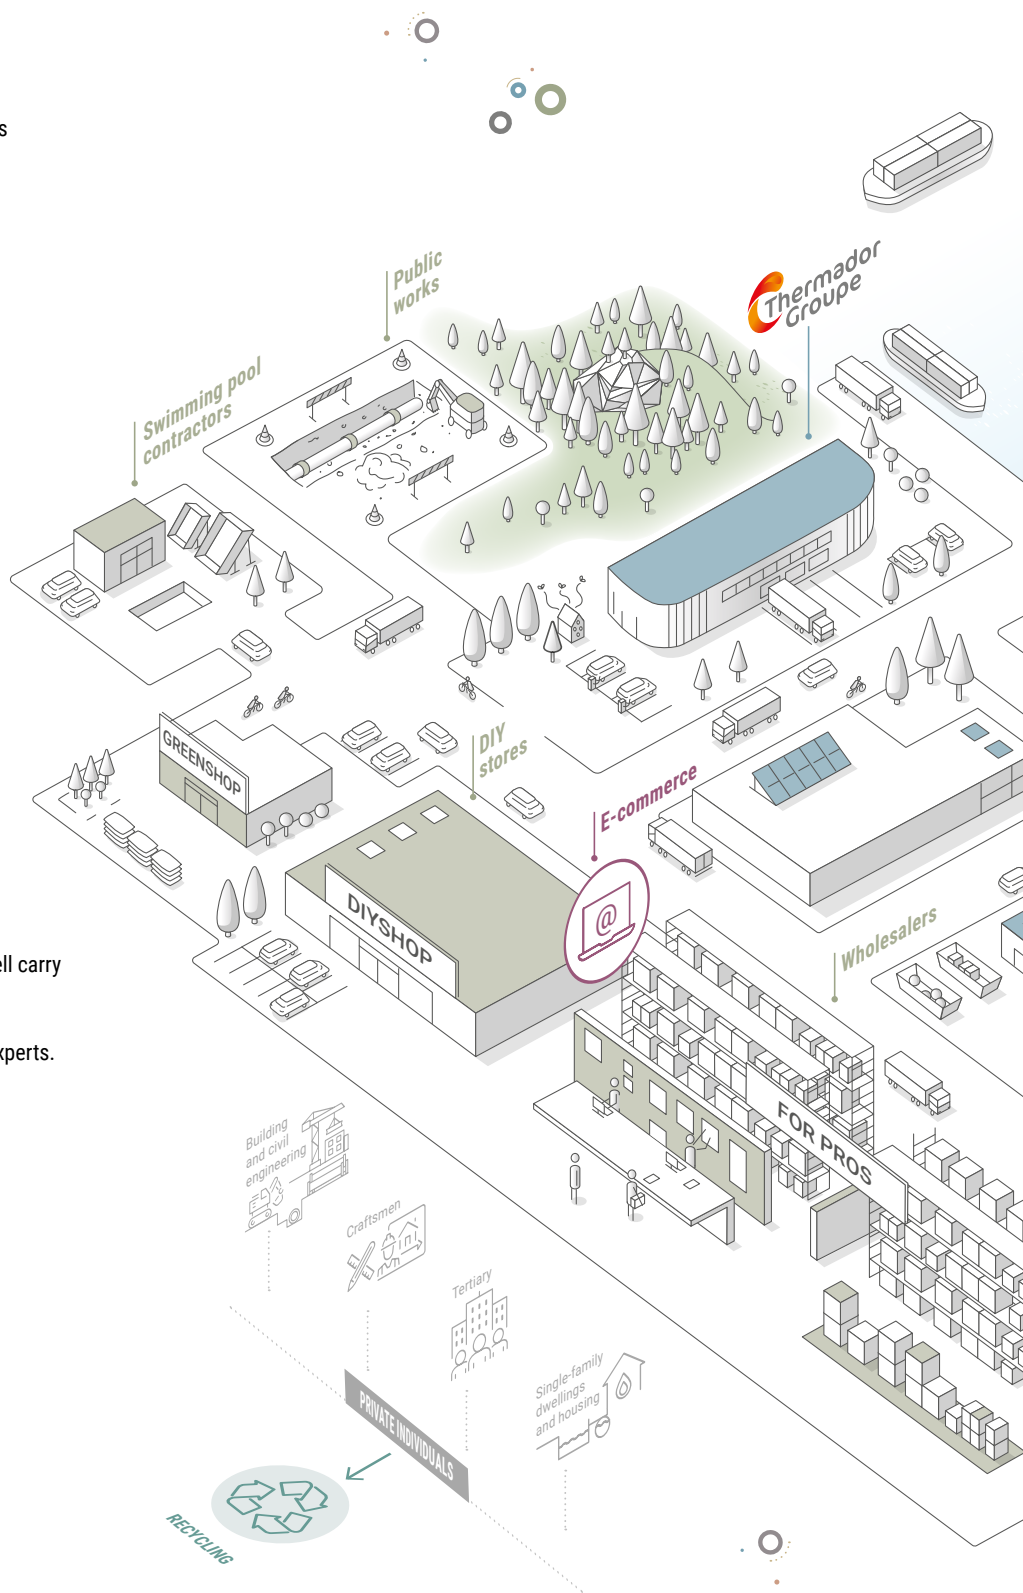 s
Public
works
Thermador
Groupe
Swimming pool
contractors
GREENSHOP
DIY
stores
E-commerce
@
DIYSHOP
Wholesalers
ell carry
xperts.
FOR PROS
Building
and civil
engineering
Craftsmen
Tertiary
Single-family
dwellings
and housing
PRIVATE INDIVIDUALS
RECYCLING